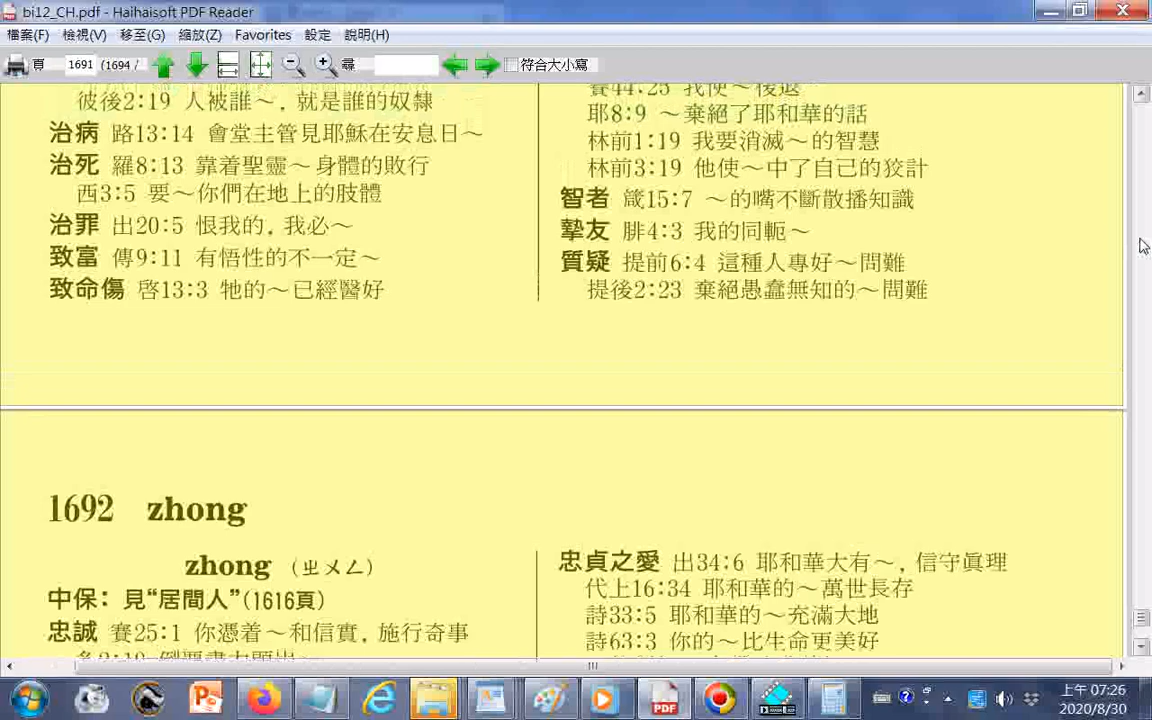 bi12_CH.pdf - Haihaisoft PDF Reader
檔案(F) 檢視(V) 移至(G) 缩放(Z) Favorites 設定 說明(H)
頁 1691 (1694 / 尋 符合大小寫
彼後2:19 人被誰～, 就是誰的奴隸
治病 路13:14 會堂主管見耶穌在安息日～
治死 羅8:13 靠着聖靈～身體的敗行
西3:5 要～你們在地上的肢體
治罪 出20:5 恨我的, 我必～
致富 傳9:11 有悟性的不一定～
致命傷 啓13:3 牠的～已經醫好
賽44:25 我使～後退
耶8:9 ～棄絕了耶和華的話
林前1:19 我要消滅～的智慧
林前3:19 他使～中了自己的狡計
智者 箴15:7 ～的嘴不斷散播知識
摯友 腓4:3 我的同軛～
質疑 提前6:4 這種人專好～問難
提後2:23 棄絕愚蠢無知的～問難
1692 zhong
zhong (ㄓㄨㄥ)
中保: 見“居間人”(1616頁)
忠誠 賽25:1 你憑着～和信實, 施行奇事
忠貞之愛 出34:6 耶和華大有～, 信守眞理
代上16:34 耶和華的～萬世長存
詩33:5 耶和華的～充滿大地
詩63:3 你的～比生命更美好
上午 07:26
2020/8/30